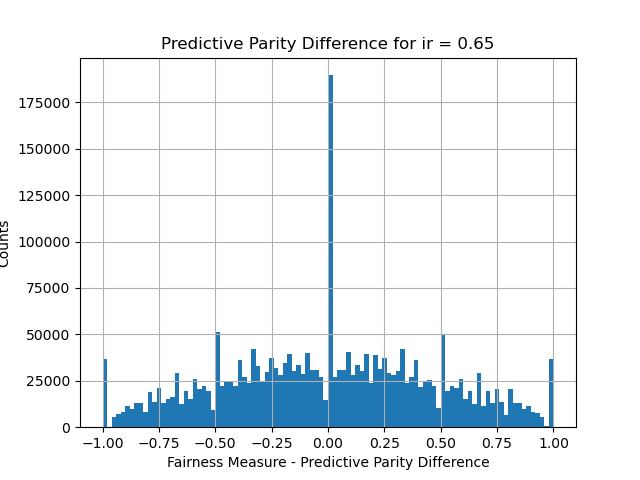 Predictive Parity Difference for ir = 0.65
175000
150000
125000
100000
75000
50000
25000
0
Counts
−1.00 −0.75 −0.50 −0.25 0.00 0.25 0.50 0.75 1.00
Fairness Measure - Predictive Parity Difference